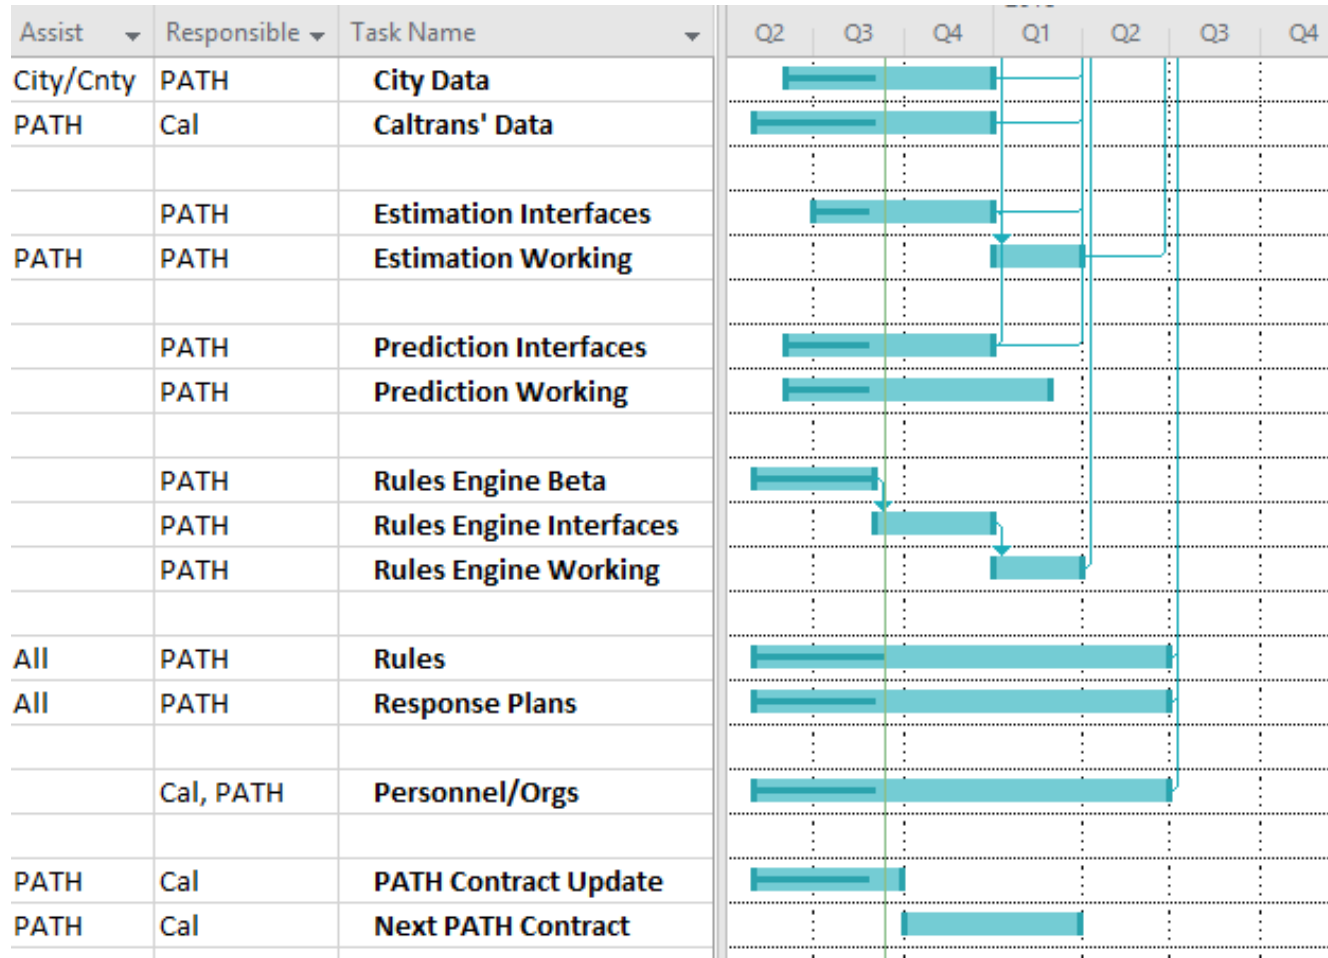 Assist Responsible Task Name Q2 Q3 Q4 Q1 Q2 Q3 Q4
City/Cnty PATH City Data
PATH Cal Caltrans' Data
PATH Estimation Interfaces
PATH PATH Estimation Working
PATH Prediction Interfaces
PATH Prediction Working
PATH Rules Engine Beta
PATH Rules Engine Interfaces
PATH Rules Engine Working
All PATH Rules
All PATH Response Plans
Cal, PATH Personnel/Orgs
PATH Cal PATH Contract Update
PATH Cal Next PATH Contract